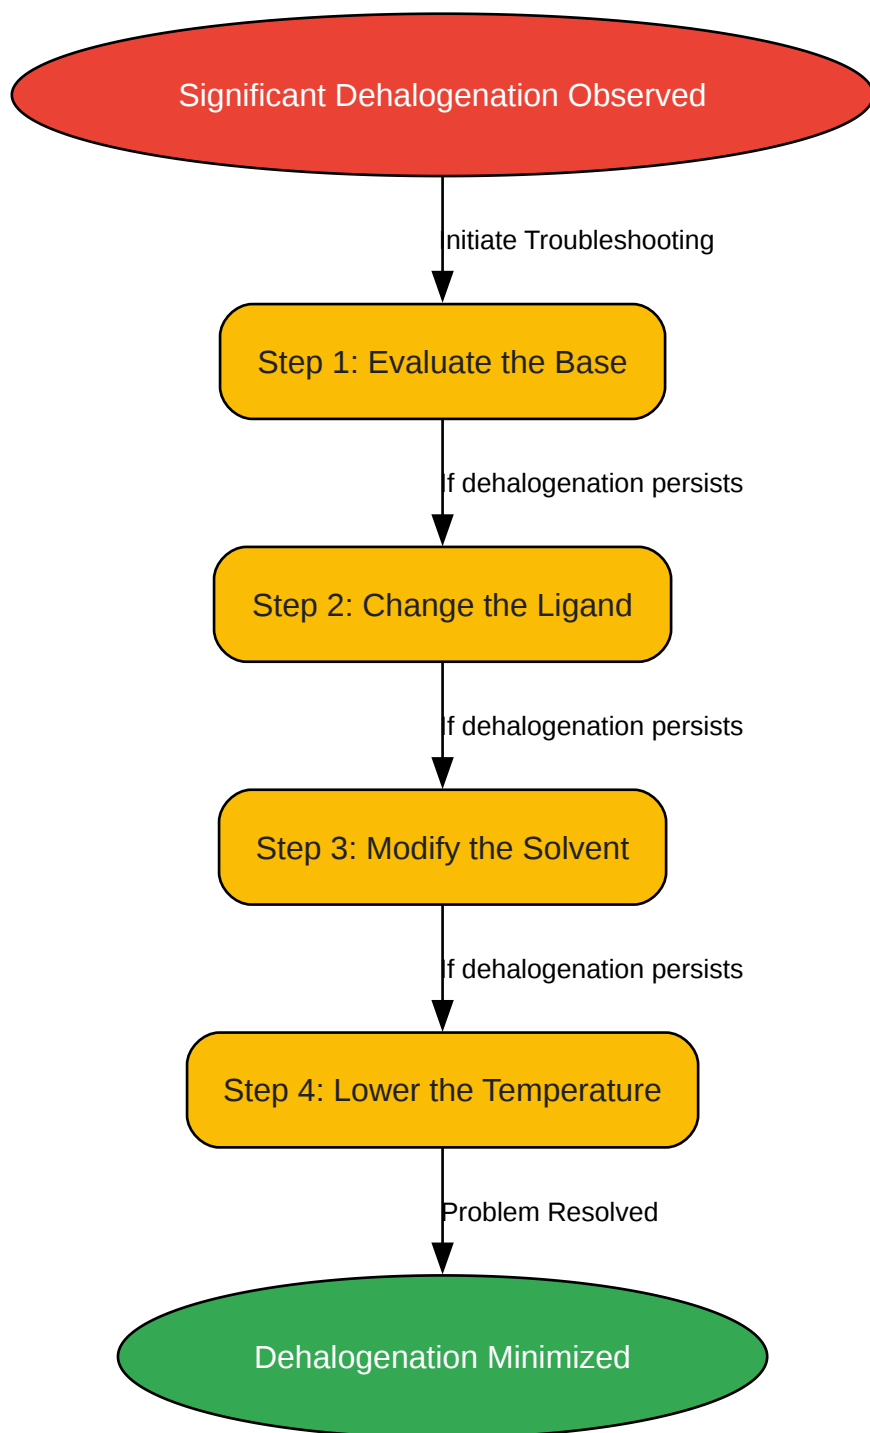 Significant Dehalogenation Observed
Initiate Troubleshooting
Step 1: Evaluate the Base
If dehalogenation persists
Step 2: Change the Ligand
If dehalogenation persists
Step 3: Modify the Solvent
If dehalogenation persists
Step 4: Lower the Temperature
Problem Resolved
Dehalogenation Minimized